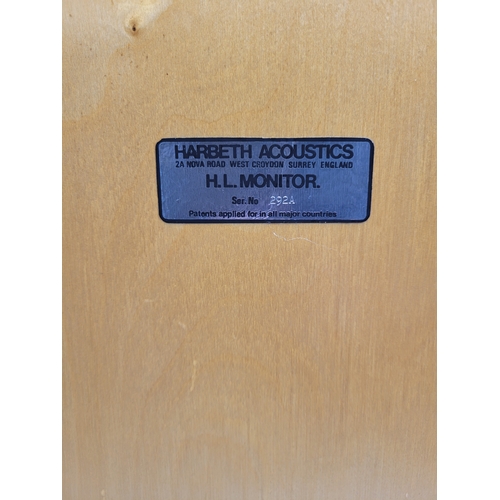 HARBETH ACOUSTICS
2A NOVA ROAD WEST CROYDON SURREY ENGLAND
H.L. MONITOR.
Ser. No 292A
Patents applied for in all major countries